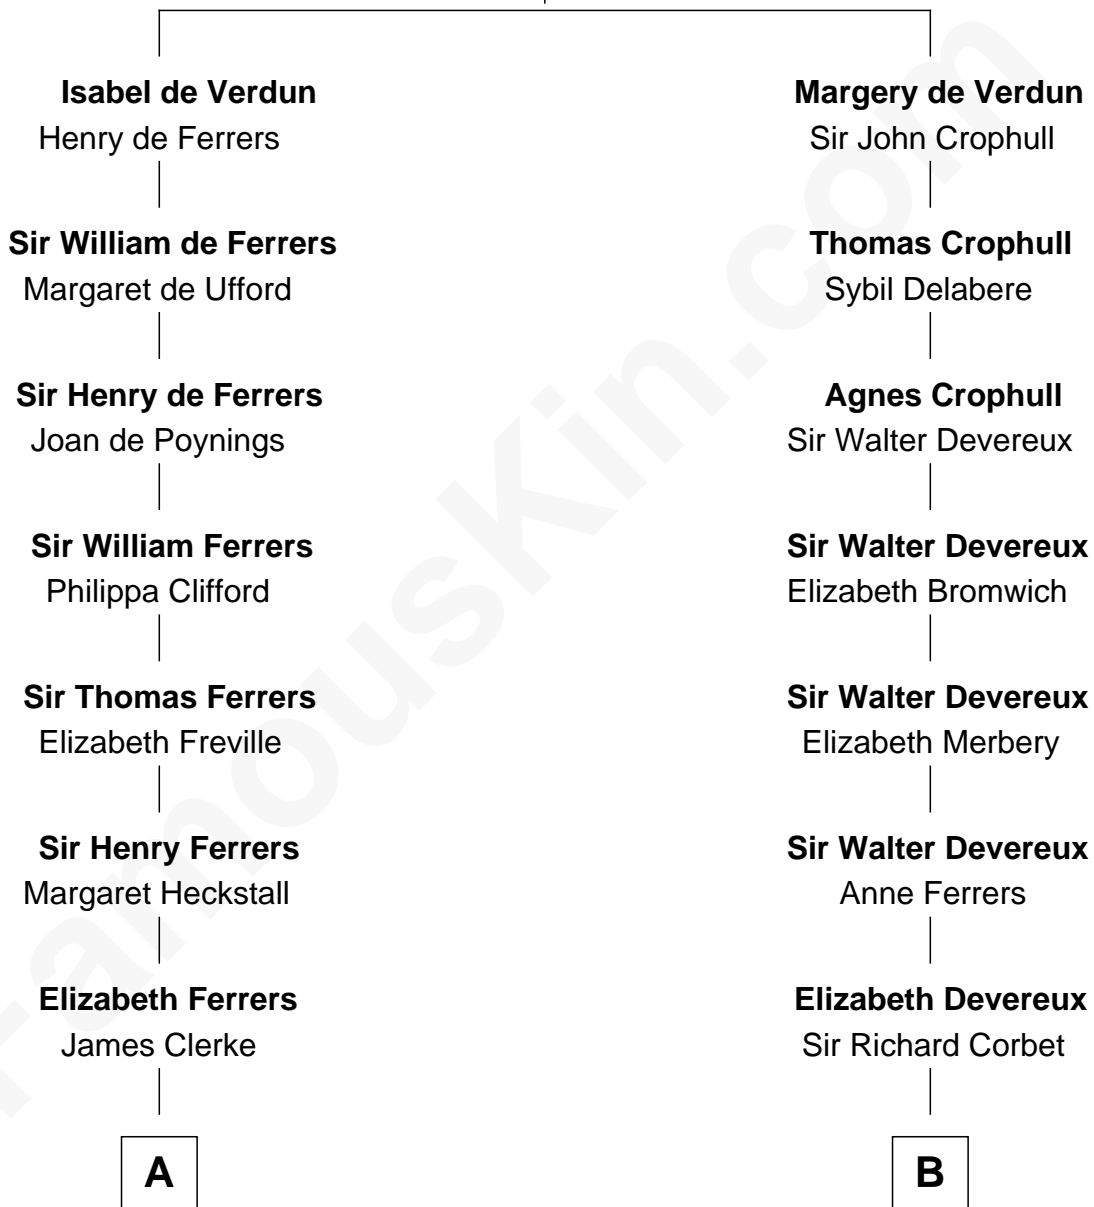 Isabel de Verdun
Henry de Ferrers
Margery de Verdun
Sir John Crophull
Sir William de Ferrers
Margaret de Ufford
Thomas Crophull
Sybil Delabere
Sir Henry de Ferrers
Joan de Poynings
Agnes Crophull
Sir Walter Devereux
Sir William Ferrers
Philippa Clifford
Sir Walter Devereux
Elizabeth Bromwich
Sir Thomas Ferrers
Elizabeth Freville
Sir Walter Devereux
Elizabeth Merbery
Sir Henry Ferrers
Margaret Heckstall
Sir Walter Devereux
Anne Ferrers
Elizabeth Ferrers
James Clerke
Elizabeth Devereux
Sir Richard Corbet
A
B
FamousKin.com